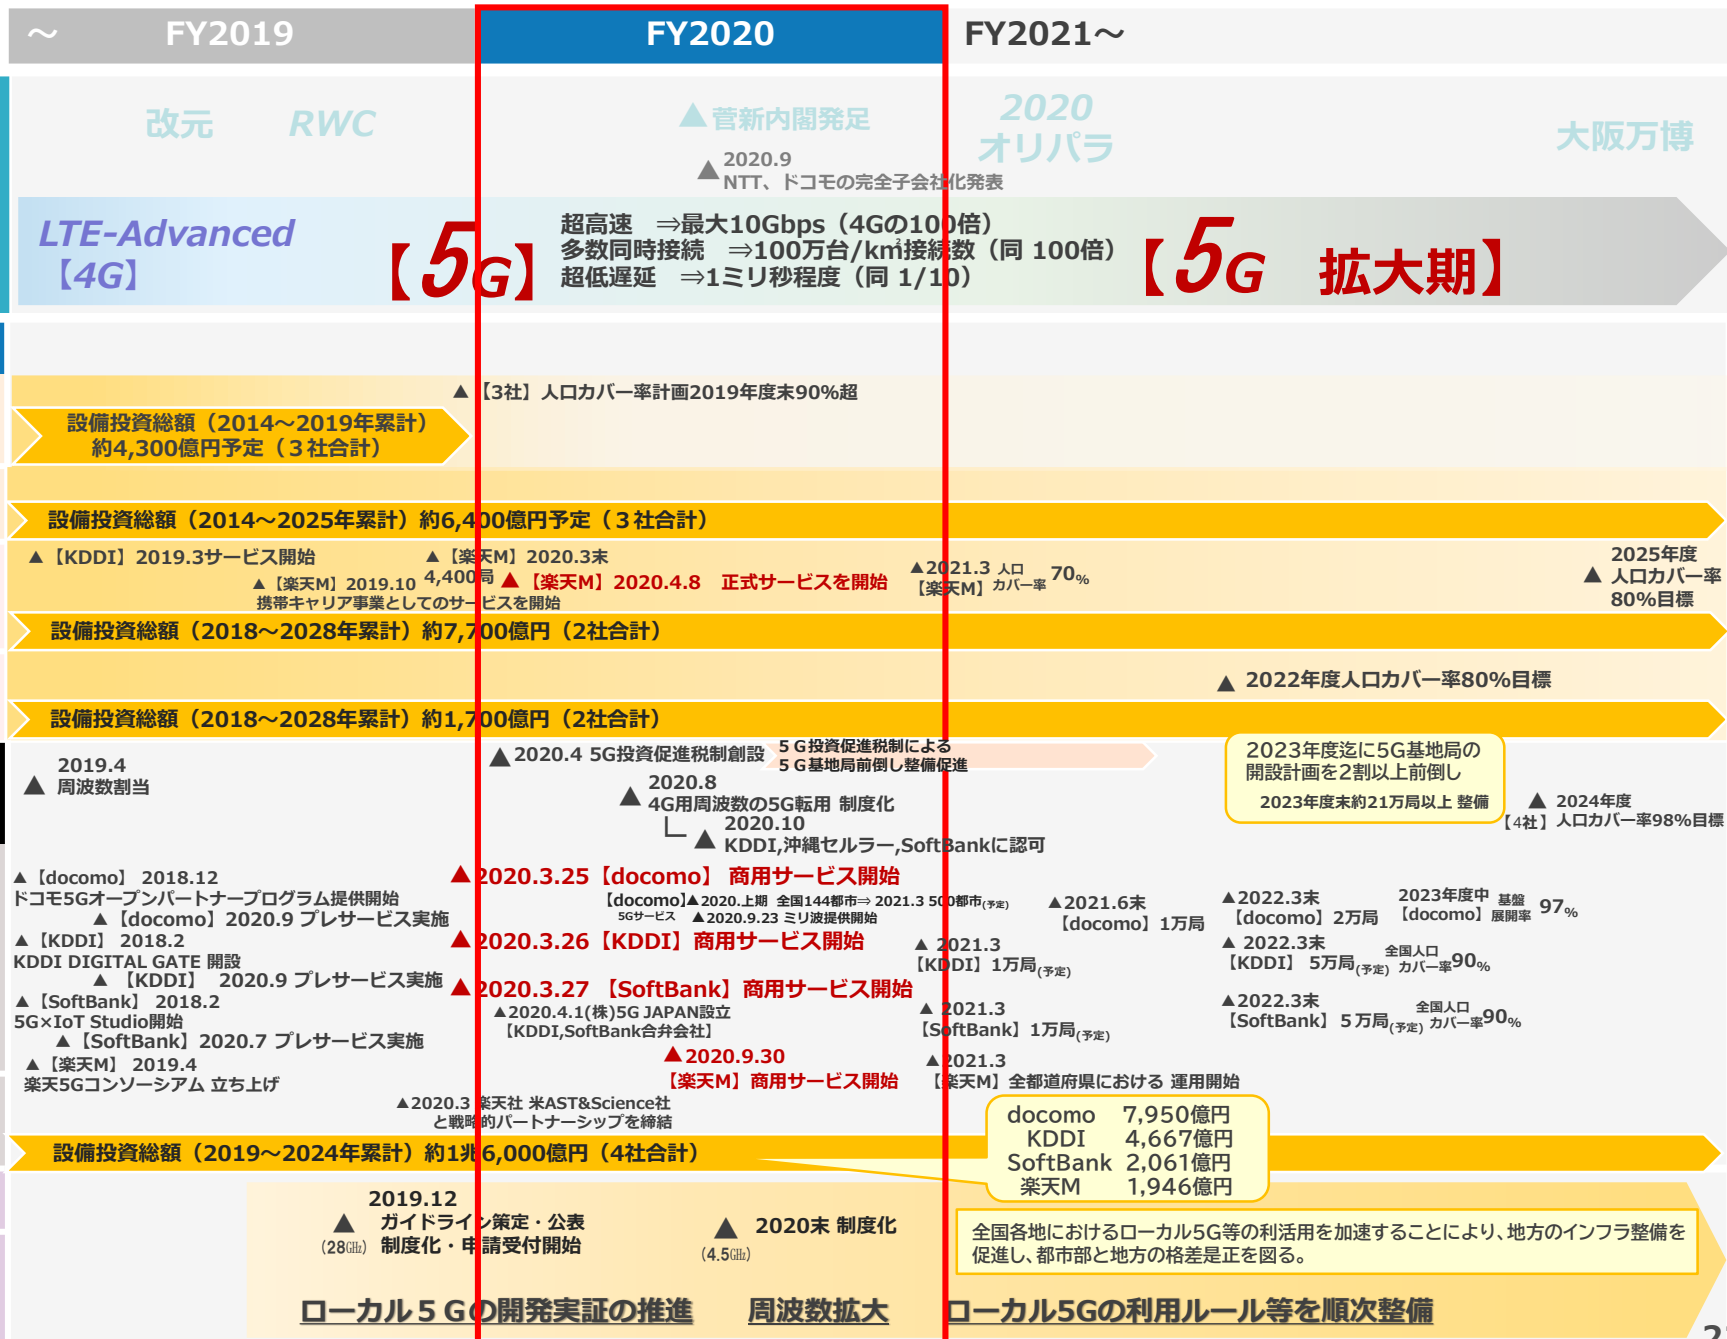 ～ FY2019 FY2020 FY2021～
改元 RWC ▲菅新内閣発足 2020
オリパラ 大阪万博
▲ 2020.9
NTT、ドコモの完全子会社化発表
LTE-Advanced
【4G】
【5G】
超高速 ⇒最大10Gbps（4Gの100倍）
多数同時接続 ⇒100万台/k㎡接続数（同 100倍）
超低遅延 ⇒1ミリ秒程度（同 1/10）
【5G 拡大期】
▲ 【3社】人口カバー率計画2019年度末90%超
設備投資総額（2014～2019年累計）
約4,300億円予定（３社合計）
設備投資総額（2014～2025年累計）約6,400億円予定（３社合計）
▲【KDDI】2019.3サービス開始
▲【楽天M】2020.3末
4,400局
▲【楽天M】2019.10
携帯キャリア事業としてのサービスを開始
▲【楽天M】2020.4.8 正式サービスを開始
▲2021.3 人口カバー率 70%
【楽天M】
2025年度
▲ 人口カバー率
80%目標
設備投資総額（2018～2028年累計）約7,700億円（2社合計）
▲ 2022年度人口カバー率80%目標
設備投資総額（2018～2028年累計）約1,700億円（2社合計）
2019.4
▲ 周波数割当
▲2020.4 5G投資促進税制創設
５Ｇ投資促進税制による
５Ｇ基地局前倒し整備促進
2020.8
▲ 4G用周波数の5G転用 制度化
2020.10
▲ KDDI,沖縄セルラー,SoftBankに認可
2023年度迄に5G基地局の
開設計画を2割以上前倒し
2023年度末約21万局以上 整備
▲ 2024年度
【4社】人口カバー率98%目標
▲【docomo】 2018.12
ドコモ5Gオープンパートナープログラム提供開始
▲【docomo】2020.9 プレサービス実施
▲【KDDI】 2018.2
KDDI DIGITAL GATE 開設
▲ 【KDDI】 2020.9 プレサービス実施
▲【SoftBank】 2018.2
5G×IoT Studio開始
▲【SoftBank】2020.7 プレサービス実施
▲【楽天M】 2019.4
楽天5Gコンソーシアム 立ち上げ
▲2020.3.25【docomo】 商用サービス開始
【docomo】▲2020.上期 全国144都市⇒ 2021.3 500都市(予定)
5Gサービス ▲2020.9.23 ミリ波提供開始
▲2020.3.26【KDDI】商用サービス開始
▲2020.3.27 【SoftBank】商用サービス開始
▲2020.4.1(株)5G JAPAN設立
【KDDI,SoftBank合弁会社】
▲2020.9.30
【楽天M】商用サービス開始
▲2020.3 楽天社 米AST&Science社
と戦略的パートナーシップを締結
▲2021.6末
【docomo】1万局
▲2022.3末
【docomo】2万局
2023年度中 基盤
【docomo】展開率 97%
▲ 2021.3
【KDDI】1万局(予定)
▲ 2022.3末
【KDDI】 5万局(予定) 全国人口カバー率90%
▲ 2021.3
【SoftBank】1万局(予定)
▲2022.3末
【SoftBank】５万局(予定) 全国人口カバー率90%
▲2021.3
【楽天M】全都道府県における 運用開始
設備投資総額（2019～2024年累計）約1兆6,000億円（4社合計）
docomo 7,950億円
KDDI 4,667億円
SoftBank 2,061億円
楽天M 1,946億円
2019.12
▲ ガイドライン策定・公表
(28GHz) 制度化・申請受付開始
▲ 2020末 制度化
(4.5GHz)
全国各地におけるローカル5G等の利活用を加速することにより、地方のインフラ整備を
促進し、都市部と地方の格差是正を図る。
ローカル５Ｇの開発実証の推進 周波数拡大 ローカル5Gの利用ルール等を順次整備